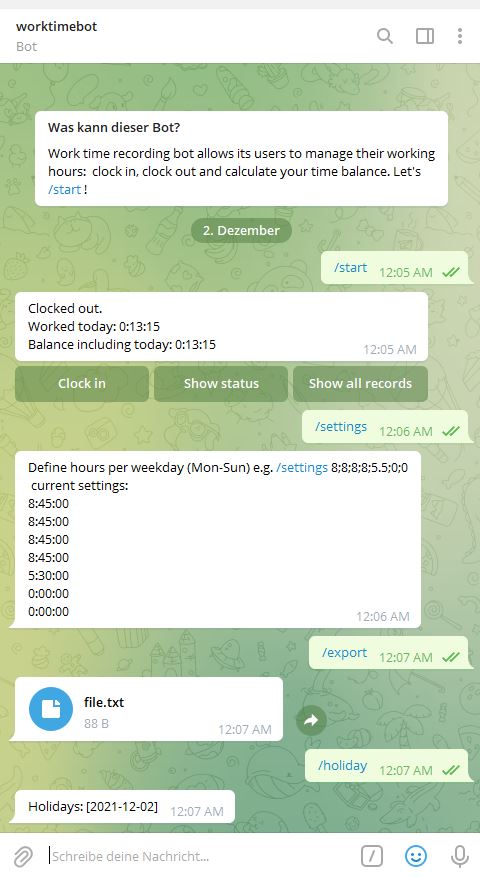 worktimebot
Bot
Was kann dieser Bot?
Work time recording bot allows its users to manage their working
hours:  clock in, clock out and calculate your time balance. Let's
/start !
2. Dezember
/start 12:05 AM
Clocked out.
Worked today: 0:13:15
Balance including today: 0:13:15
12:05 AM
Clock in Show status Show all records
/settings 12:06 AM
Define hours per weekday (Mon-Sun) e.g. /settings 8;8;8;8;5.5;0;0
current settings:
8:45:00
8:45:00
8:45:00
8:45:00
5:30:00
0:00:00
0:00:00
12:06 AM
/export 12:07 AM
file.txt
88 B
12:07 AM
/holiday 12:07 AM
Holidays: [2021-12-02] 12:07 AM
Schreibe deine Nachricht...